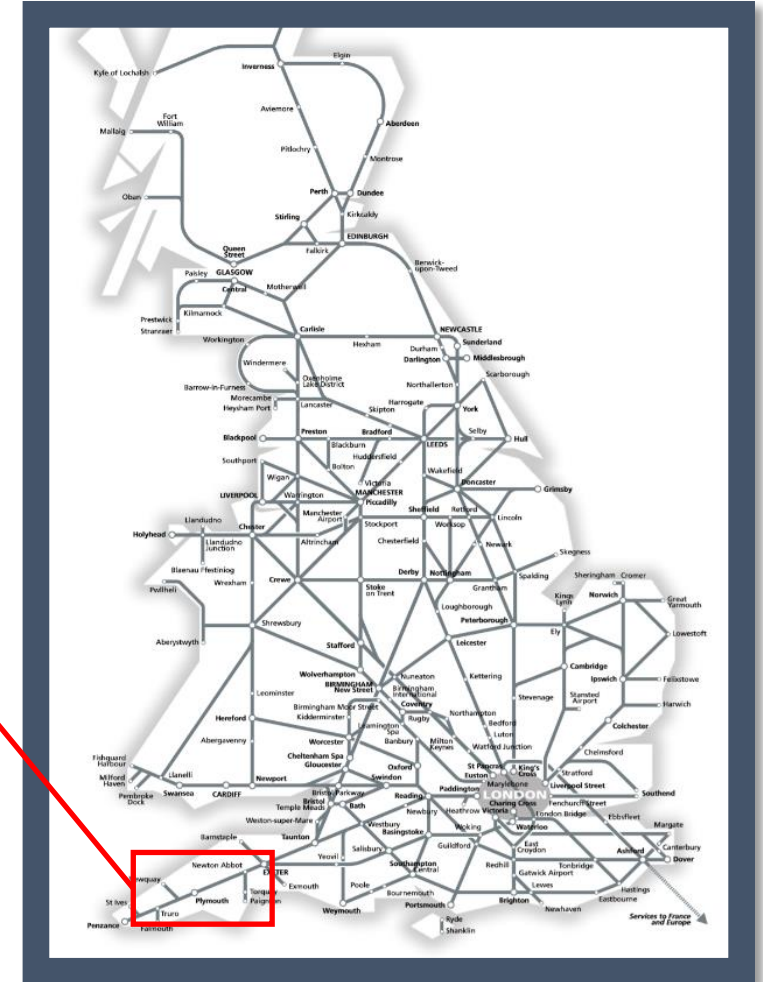 Elgin
Inverness
Kyle of Lochalsh
Aviemore
Fort
William
Aberdeen
Mallaig
Pitlochry
Montrose
Perth
Dundee
Oban
Stirling
Kirkcaldy
EDINBURGH
Queen
Street
Falkirk
Berwick-
upon-Tweed
Paisley
GLASGOW
Central
Motherwell
Kilmarnock
Prestwick
Stranraer
Carlisle
NEWCASTLE
Workington
Hexham
Durham
Sunderland
Darlington
Middlesbrough
Windermere
Scarborough
Oxenholme
Lake District
Barrow-in-Furness
Northallerton
Morecambe
Heysham Port
Lancaster
Harrogate
York
Skipton
Blackpool
Preston
Bradford
LEEDS
Selby
Hull
Blackburn
Huddersfield
Southport
Bolton
Wakefield
Wigan
Victoria
Doncaster
Grimsby
LIVERPOOL
Warrington
MANCHESTER
Piccadilly
Manchester
Airport
Sheffield
Retford
Lincoln
Llandudno
Stockport
Worksop
Holyhead
Chester
Llandudno
Junction
Altrincham
Chesterfield
Newark
Skegness
Blaenau Ffestiniog
Derby
Nottingham
Sheringham
Cromer
Pwllheli
Wrexham
Crewe
Stoke
on Trent
Grantham
Spalding
Kings
Lynn
Norwich
Great
Yarmouth
Loughborough
Peterborough
Shrewsbury
Ely
Lowestoft
Aberystwyth
Stafford
Leicester
Wolverhampton
Nuneaton
Kettering
Cambridge
BIRMINGHAM
New Street
Birmingham
International
Ipswich
Felixstowe
Leominster
Birmingham Moor Street
Coventry
Stevenage
Stansted
Airport
Harwich
Hereford
Kidderminster
Rugby
Northampton
Leamington
Spa
Bedford
Colchester
Abergavenny
Worcester
Banbury
Milton
Keynes
Luton
Cheltenham Spa
Watford Junction
Chelmsford
Fishguard
Harbour
Gloucester
Oxford
St Pancras
King's
Cross
Euston
Stratford
Milford
Haven
Llanelli
Newport
Swindon
Marylebone
Liverpool Street
Pembroke
Dock
Swansea
CARDIFF
Bristol Parkway
Reading
Paddington
LONDON
Southend
Bristol
Temple Meads
Bath
Newbury
Heathrow
Victoria
Charing Cross
Fenchurch Street
Weston-super-Mare
London Bridge
Ebbsfleet
Barnstaple
Taunton
Westbury
Basingstoke
Woking
Waterloo
Margate
Salisbury
Guildford
East
Croydon
Canterbury
Newton Abbot
Yeovil
Southampton
Central
Redhill
Tonbridge
Ashford
Dover
EXETER
Gatwick Airport
Newquay
Exmouth
Poole
Lewes
Hastings
Torquay
Bournemouth
Eastbourne
St Ives
Plymouth
Paignton
Weymouth
Portsmouth
Brighton
Newhaven
Truro
Penzance
Falmouth
Ryde
Shanklin
Services to France
and Europe